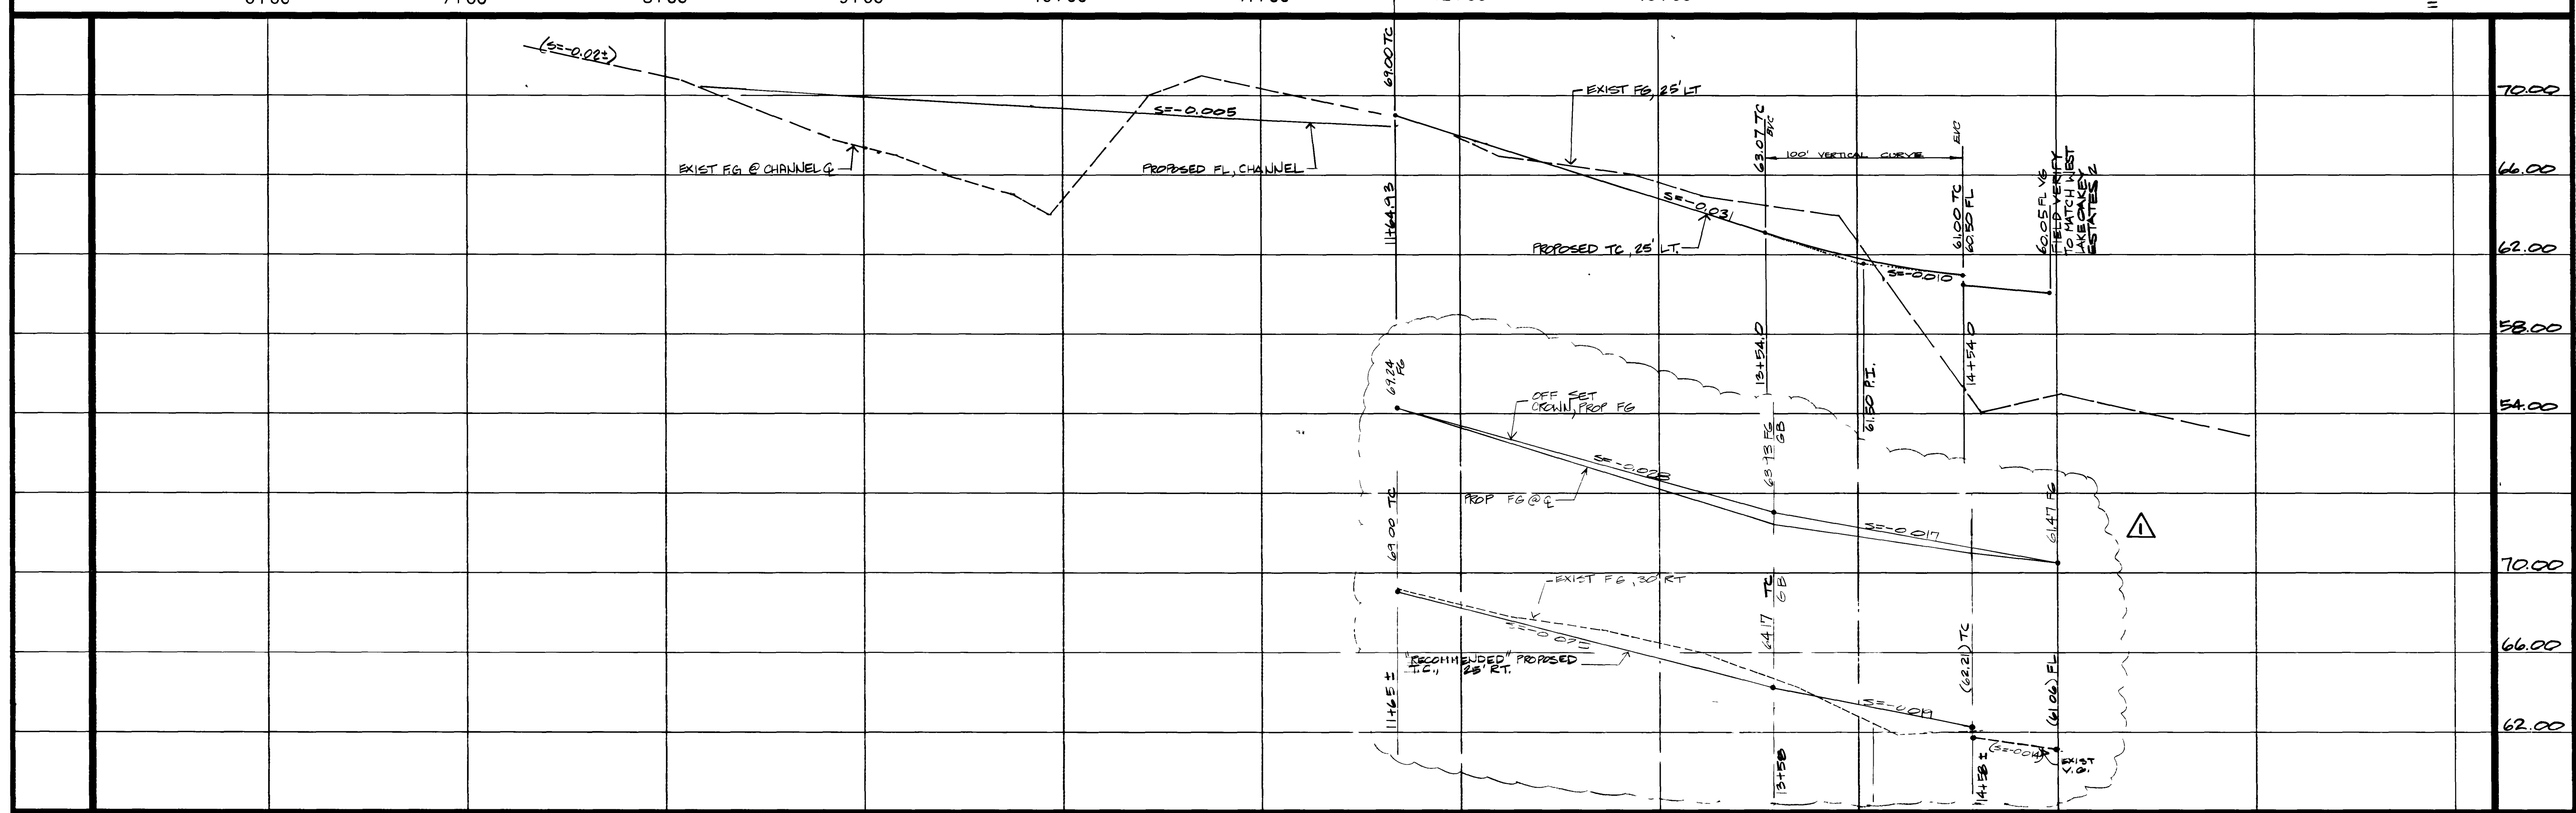 (S=-0.02±)
S=-0.005
EXIST F.G @ CHANNEL ℄
PROPOSED FL, CHANNEL
69.00 TC
11+64.93
EXIST FG, 25' LT
S=-0.031
PROPOSED TC, 25' LT.
63.07 TC
BVC
100' VERTICAL CURVE
EVC
61.00 TC
60.50 FL
60.05 FL VG
FIELD VERIFY
TO MATCH WEST
LAKE OAKEY
ESTATES 2
S=-0.010
13+54.0
61.50 P.I.
14+54.0
70.00
66.00
62.00
58.00
54.00
70.00
66.00
62.00
69.24
FG
OFF SET
CROWN, PROP FG
S=-0.028
PROP FG @ ℄
63.93 FG
GB
S=-0.017
61.47 FG
1
69 00 TC
11+65 ±
EXIST FG, 30' RT
"RECOMMENDED" PROPOSED
T.C., 25' RT.
64.17 TC
GB
13+58
S=-0.019
(62.21) TC
14+58 ±
(61 06) FL
EXIST
V.G.